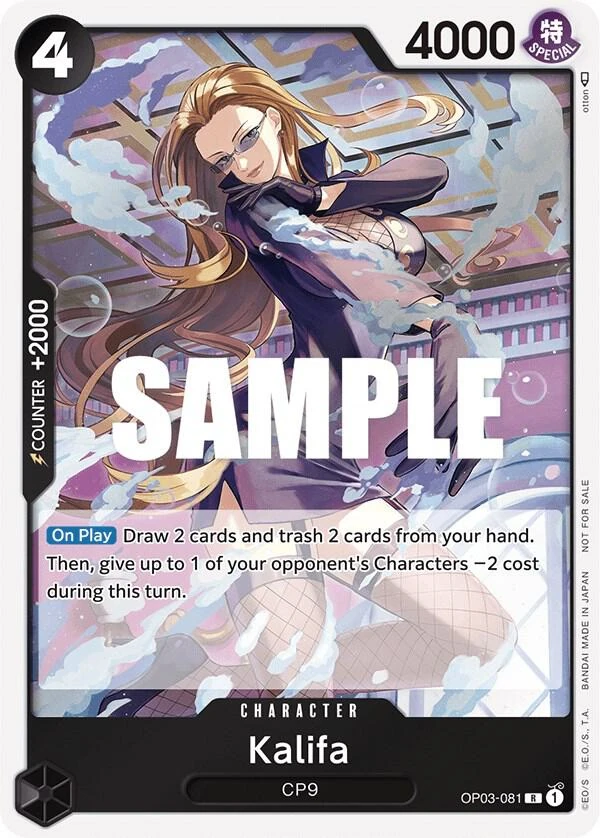 4
4000
特
SPECIAL
otton
COUNTER +2000
SAMPLE
On Play Draw 2 cards and trash 2 cards from your hand.
Then, give up to 1 of your opponent's Characters −2 cost
during this turn.
CHARACTER
Kalifa
CP9
OP03-081 R 1
©EO/S ©E.O./S., T.A. BANDAI MADE IN JAPAN NOT FOR SALE